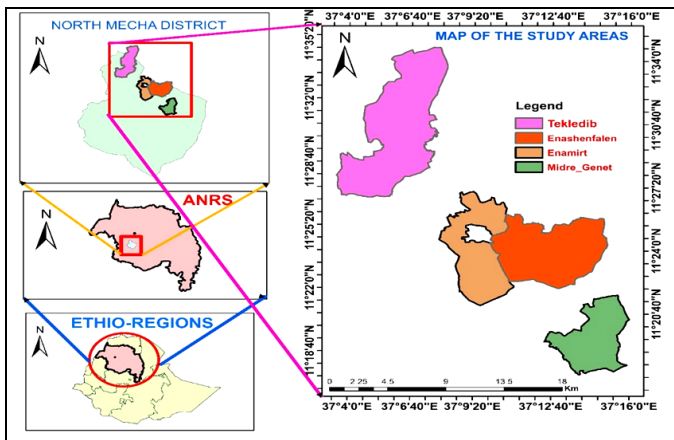 NORTH MECHA DISTRICT
N
ANRS
N
ETHIO-REGIONS
N
37°4'0"E 37°6'40"E 37°9'20"E 37°12'40"E 37°16'0"E
MAP OF THE STUDY AREAS
N
Legend
Tekledib
Enashenfalen
Enamirt
Midre_Genet
11°35'20"N
11°32'0"N
11°28'40"N
11°25'20"N
11°22'0"N
11°18'40"N
11°34'0"N
11°30'40"N
11°27'20"N
11°24'0"N
11°20'40"N
0 2.25 4.5 9 13.5 18
Km
37°4'0"E 37°6'40"E 37°9'20"E 37°12'40"E 37°16'0"E